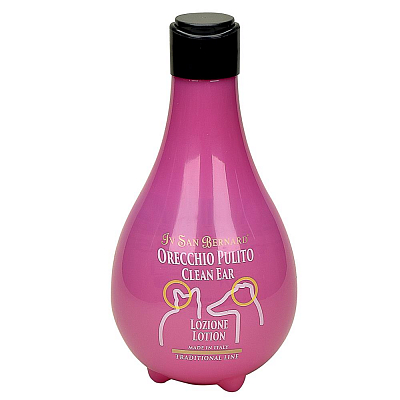 IV SAN BERNARD
ORECCHIO PULITO
CLEAN EAR
LOZIONE
LOTION
MADE IN ITALY
TRADITIONAL LINE